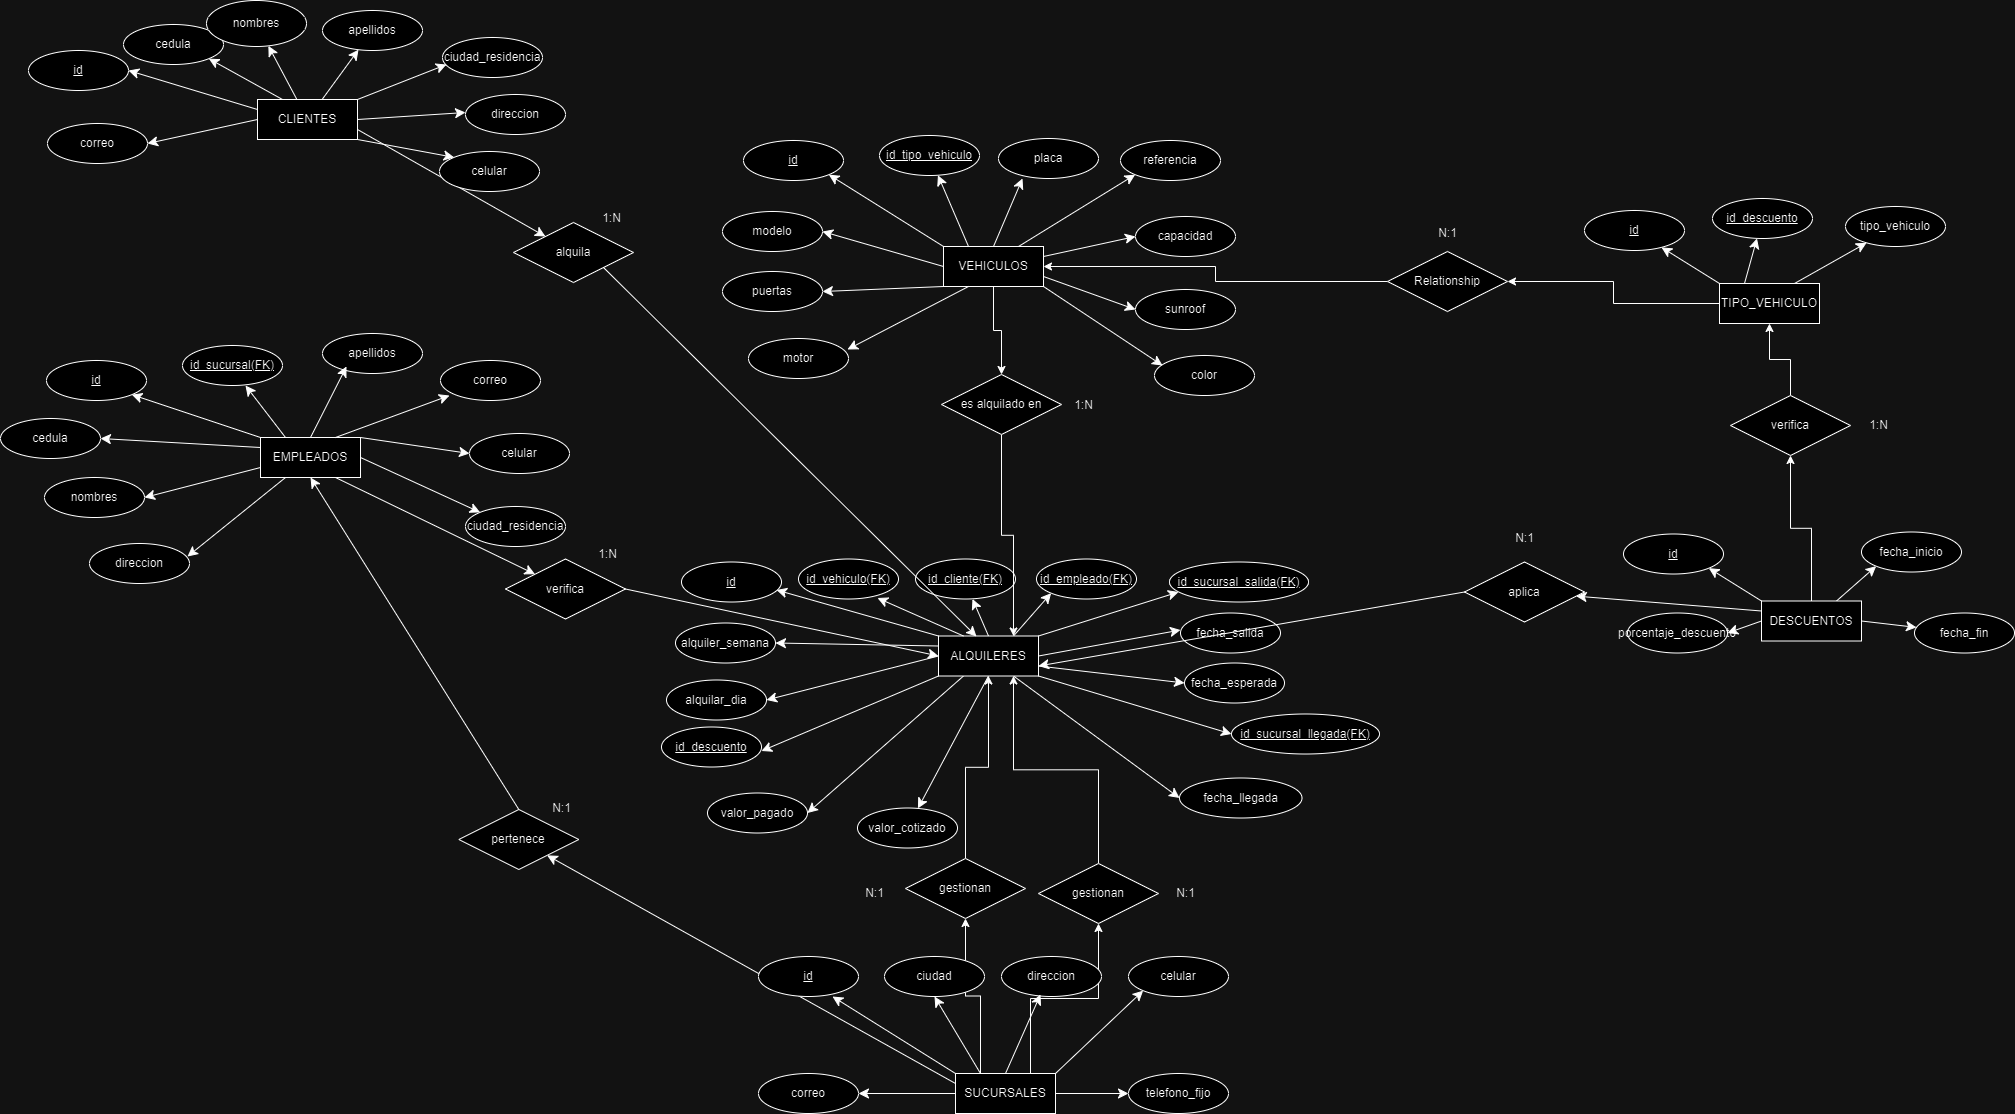 nombres
apellidos
cedula
ciudad_residencia
id
direccion
CLIENTES
correo
celular
1:N
alquila
id
id_tipo_vehiculo
placa
referencia
modelo
capacidad
VEHICULOS
puertas
sunroof
motor
color
N:1
Relationship
id
id_descuento
tipo_vehiculo
TIPO_VEHICULO
es alquilado en
1:N
verifica
1:N
id
id_sucursal(FK)
apellidos
correo
cedula
celular
EMPLEADOS
nombres
ciudad_residencia
direccion
1:N
verifica
id
id_vehiculo(FK)
id_cliente(FK)
id_empleado(FK)
id_sucursal_salida(FK)
alquiler_semana
fecha_salida
ALQUILERES
alquilar_dia
fecha_esperada
id_descuento
id_sucursal_llegada(FK)
valor_pagado
valor_cotizado
fecha_llegada
N:1
aplica
id
fecha_inicio
DESCUENTOS
porcentaje_descuento
fecha_fin
N:1
pertenece
N:1
gestionan
gestionan
N:1
id
ciudad
direccion
celular
correo
SUCURSALES
telefono_fijo